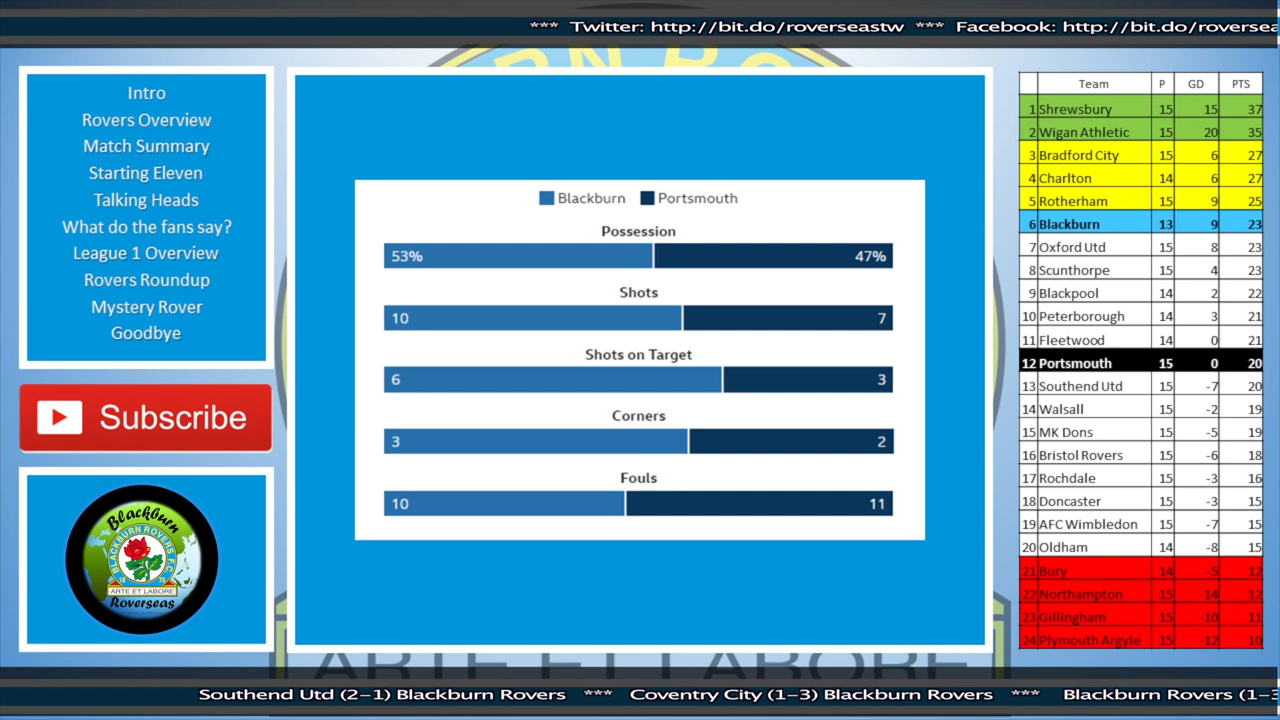 *** Twitter: http://bit.do/roverseastw *** Facebook: http://bit.do/roversea
Intro
Rovers Overview
Match Summary
Starting Eleven
Talking Heads
What do the fans say?
League 1 Overview
Rovers Roundup
Mystery Rover
Goodbye
Subscribe
Blackburn
BLACKBURN ROVERS F.C.
18 75
ARTE ET LABORE
Roverseas
Blackburn Portsmouth
Possession
53% 47%
Shots
10 7
Shots on Target
6 3
Corners
3 2
Fouls
10 11
Team P GD PTS
1 Shrewsbury 15 15 37
2 Wigan Athletic 15 20 35
3 Bradford City 15 6 27
4 Charlton 14 6 27
5 Rotherham 15 9 25
6 Blackburn 13 9 23
7 Oxford Utd 15 8 23
8 Scunthorpe 15 4 23
9 Blackpool 14 2 22
10 Peterborough 14 3 21
11 Fleetwood 14 0 21
12 Portsmouth 15 0 20
13 Southend Utd 15 -7 20
14 Walsall 15 -2 19
15 MK Dons 15 -5 19
16 Bristol Rovers 15 -6 18
17 Rochdale 15 -3 16
18 Doncaster 15 -3 15
19 AFC Wimbledon 15 -7 15
20 Oldham 14 -8 15
21 Bury 14 -5 12
22 Northampton 15 -14 12
23 Gillingham 15 -10 11
24 Plymouth Argyle 15 -12 10
ARTE ET LABORE
Southend Utd (2-1) Blackburn Rovers *** Coventry City (1-3) Blackburn Rovers *** Blackburn Rovers (1-3